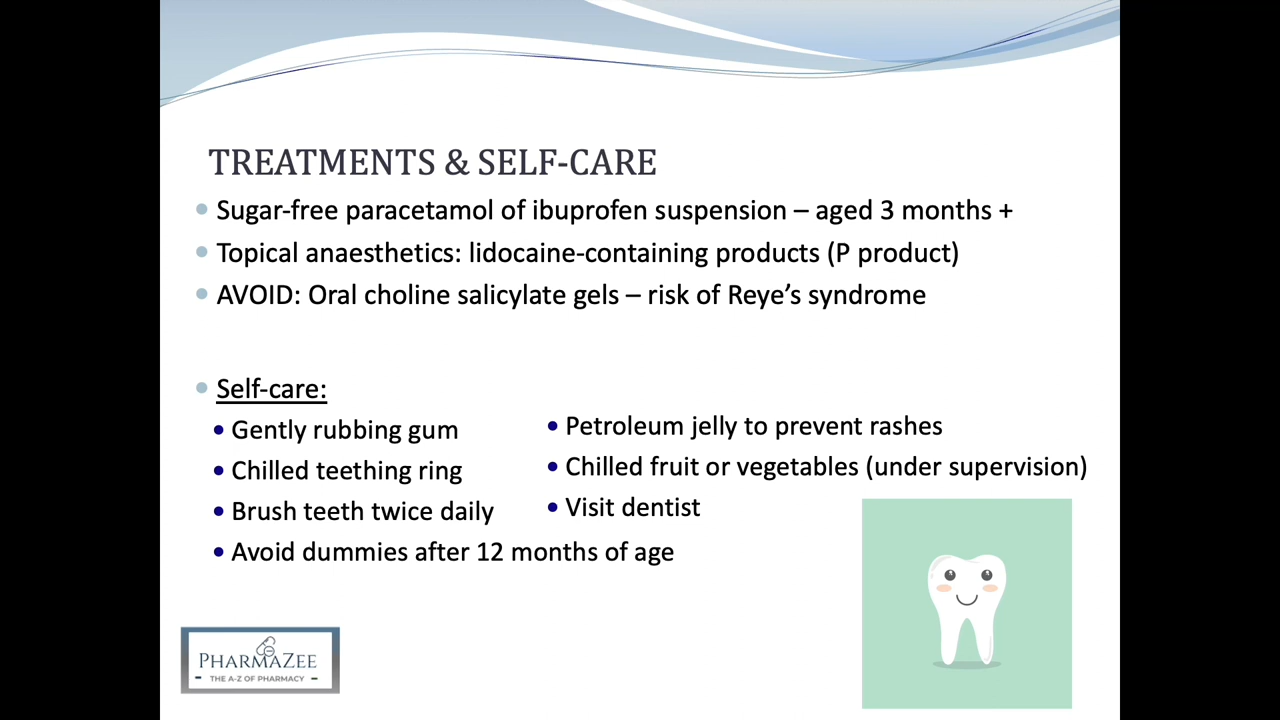 TREATMENTS & SELF-CARE
Sugar-free paracetamol of ibuprofen suspension – aged 3 months +
Topical anaesthetics: lidocaine-containing products (P product)
AVOID: Oral choline salicylate gels – risk of Reye’s syndrome
Self-care:
Gently rubbing gum
Chilled teething ring
Brush teeth twice daily
Avoid dummies after 12 months of age
Petroleum jelly to prevent rashes
Chilled fruit or vegetables (under supervision)
Visit dentist
PHARMAZEE
THE A-Z OF PHARMACY